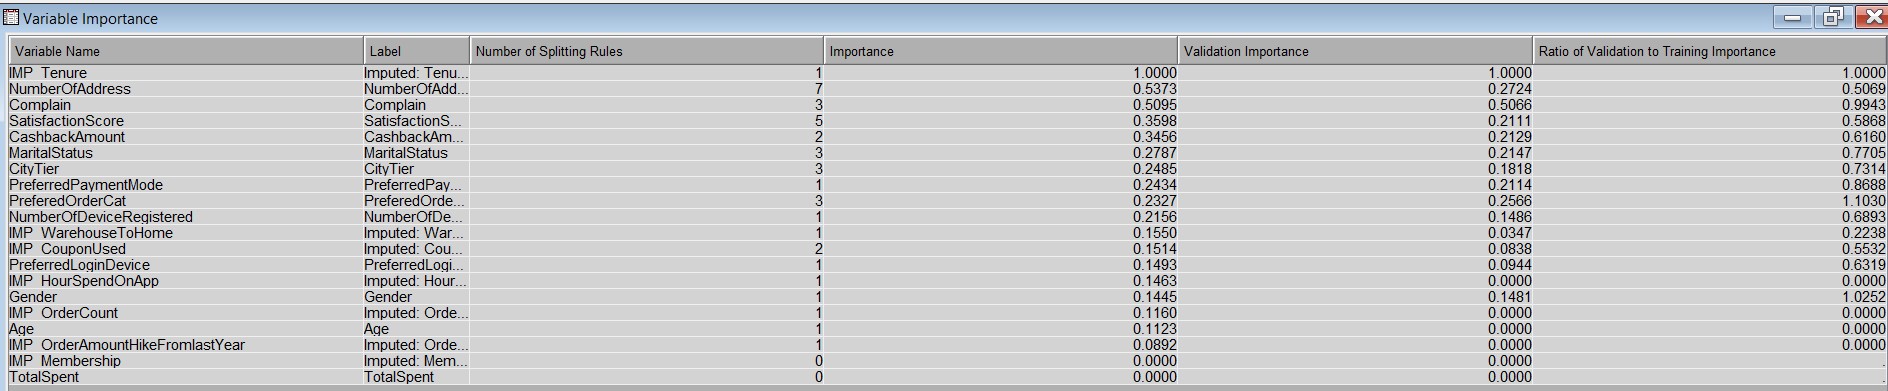 Variable Importance
Variable Name Label Number of Splitting Rules Importance Validation Importance Ratio of Validation to Training Importance
IMP_Tenure Imputed: Tenu... 1 1.0000 1.0000 1.0000
NumberOfAddress NumberOfAdd... 7 0.5373 0.2724 0.5069
Complain Complain 3 0.5095 0.5066 0.9943
SatisfactionScore SatisfactionS... 5 0.3598 0.2111 0.5868
CashbackAmount CashbackAm... 2 0.3456 0.2129 0.6160
MaritalStatus MaritalStatus 3 0.2787 0.2147 0.7705
CityTier CityTier 3 0.2485 0.1818 0.7314
PreferredPaymentMode PreferredPay... 1 0.2434 0.2114 0.8688
PreferedOrderCat PreferedOrde... 3 0.2327 0.2566 1.1030
NumberOfDeviceRegistered NumberOfDe... 1 0.2156 0.1486 0.6893
IMP_WarehouseToHome Imputed: War... 1 0.1550 0.0347 0.2238
IMP_CouponUsed Imputed: Cou... 2 0.1514 0.0838 0.5532
PreferredLoginDevice PreferredLogi... 1 0.1493 0.0944 0.6319
IMP_HourSpendOnApp Imputed: Hour... 1 0.1463 0.0000 0.0000
Gender Gender 1 0.1445 0.1481 1.0252
IMP_OrderCount Imputed: Orde... 1 0.1160 0.0000 0.0000
Age Age 1 0.1123 0.0000 0.0000
IMP_OrderAmountHikeFromlastYear Imputed: Orde... 1 0.0892 0.0000 0.0000
IMP_Membership Imputed: Mem... 0 0.0000 0.0000 .
TotalSpent TotalSpent 0 0.0000 0.0000 .